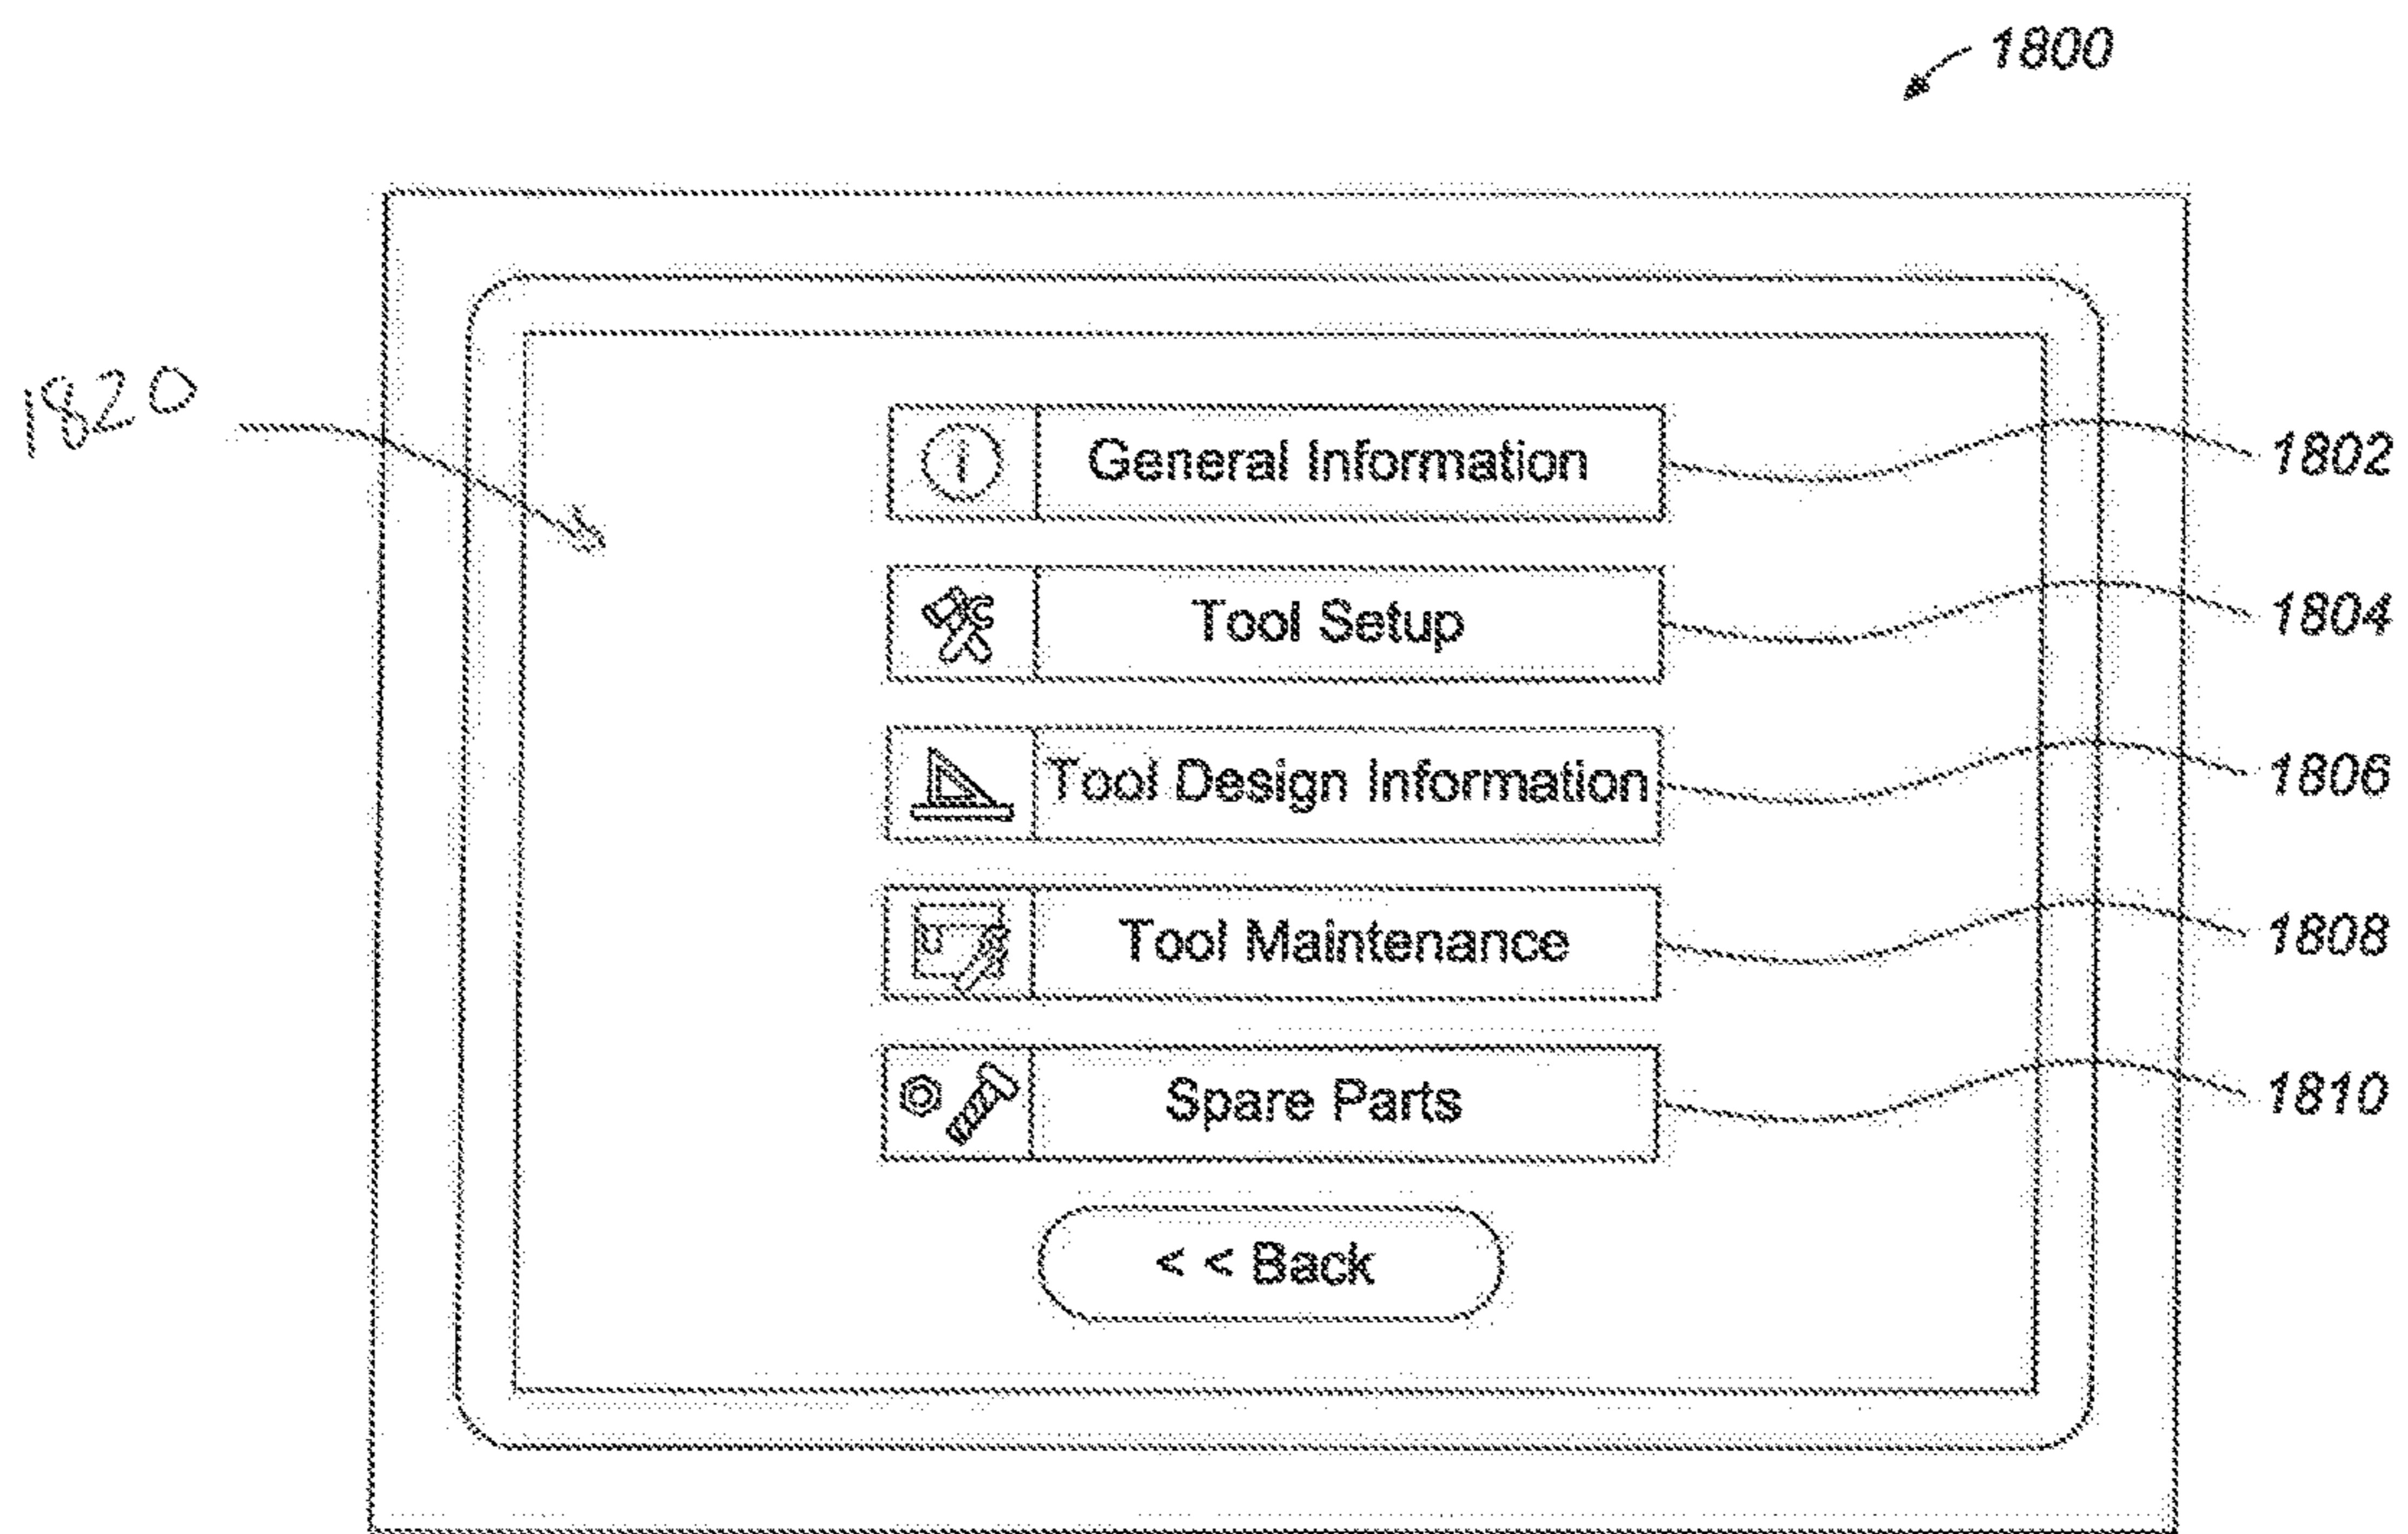 1800
1820
General Information 1802
Tool Setup 1804
Tool Design Information 1806
Tool Maintenance 1808
Spare Parts 1810
< < Back